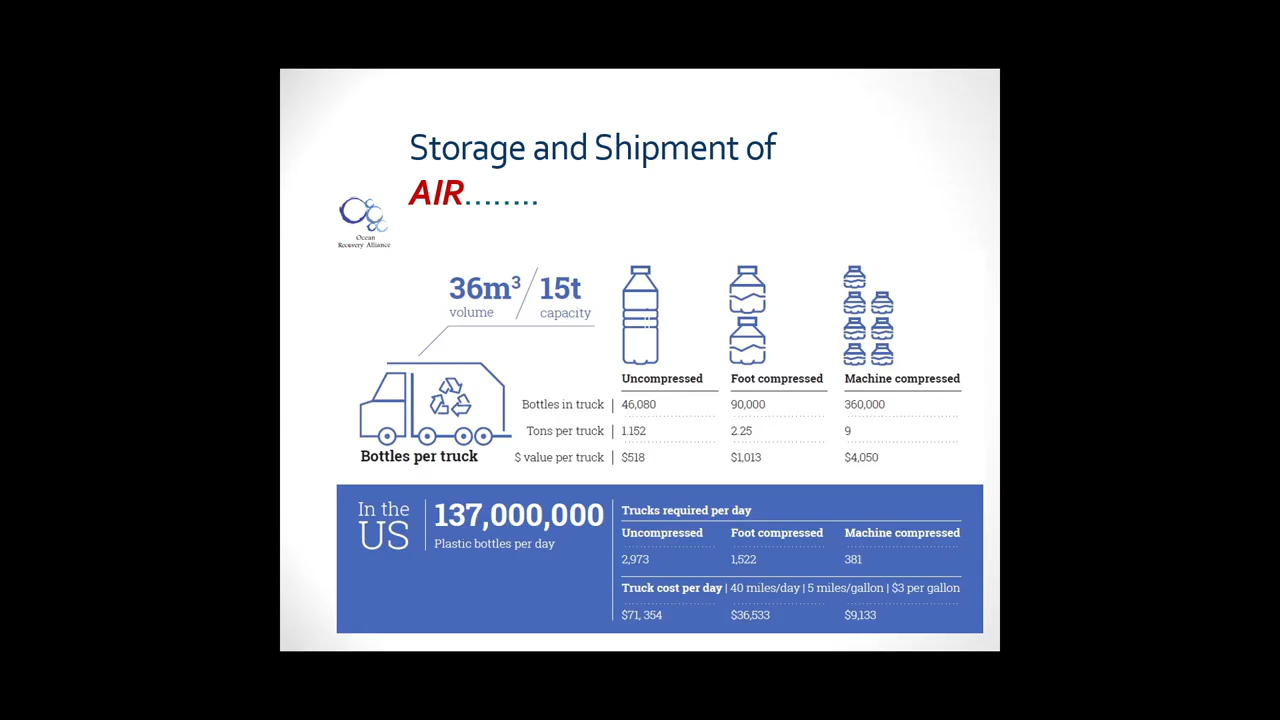 Storage and Shipment of
AIR........
Ocean
Recovery Alliance
36m³ / 15t
volume capacity
Uncompressed Foot compressed Machine compressed
Bottles in truck | 46,080 90,000 360,000
Tons per truck | 1.152 2.25 9
Bottles per truck
$ value per truck | $518 $1,013 $4,050
In the
US
137,000,000
Plastic bottles per day
Trucks required per day
Uncompressed Foot compressed Machine compressed
2,973 1,522 381
Truck cost per day | 40 miles/day | 5 miles/gallon | $3 per gallon
$71, 354 $36,533 $9,133